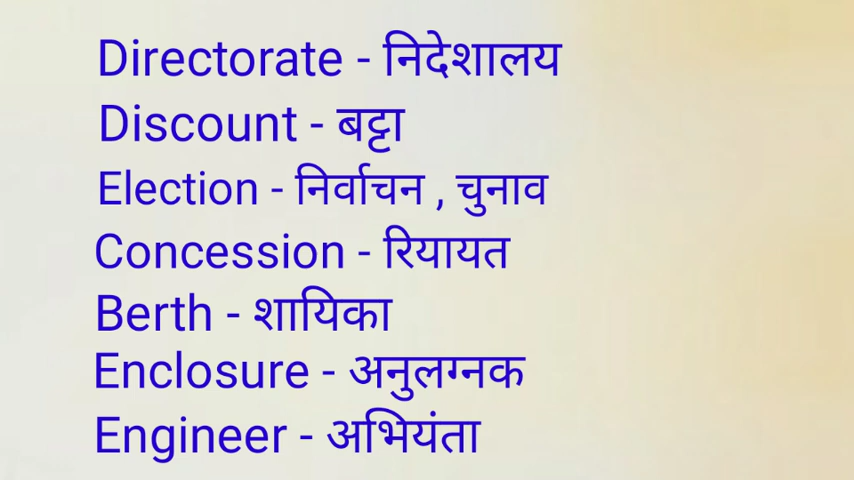 Directorate - निदेशालय
Discount - बट्टा
Election - निर्वाचन , चुनाव
Concession - रियायत
Berth - शायिका
Enclosure - अनुलग्नक
Engineer - अभियंता